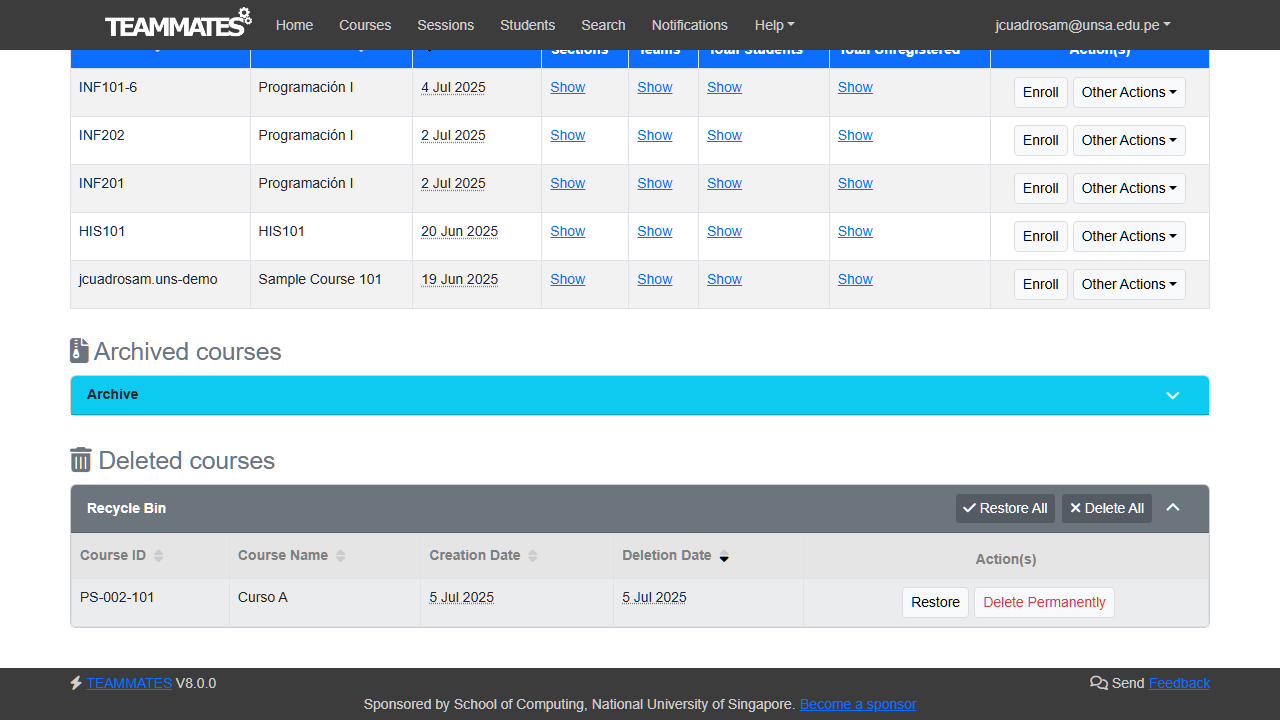 TEAMMATES Home Courses Sessions Students Search Notifications Help jcuadrosam@unsa.edu.pe
Sections Teams Total Students Total Unregistered Action(s)
INF101-6 Programación I 4 Jul 2025 Show Show Show Show Enroll Other Actions
INF202 Programación I 2 Jul 2025 Show Show Show Show Enroll Other Actions
INF201 Programación I 2 Jul 2025 Show Show Show Show Enroll Other Actions
HIS101 HIS101 20 Jun 2025 Show Show Show Show Enroll Other Actions
jcuadrosam.uns-demo Sample Course 101 19 Jun 2025 Show Show Show Show Enroll Other Actions
Archived courses
Archive
Deleted courses
Recycle Bin Restore All Delete All
Course ID Course Name Creation Date Deletion Date Action(s)
PS-002-101 Curso A 5 Jul 2025 5 Jul 2025 Restore Delete Permanently
TEAMMATES V8.0.0 Send Feedback
Sponsored by School of Computing, National University of Singapore. Become a sponsor